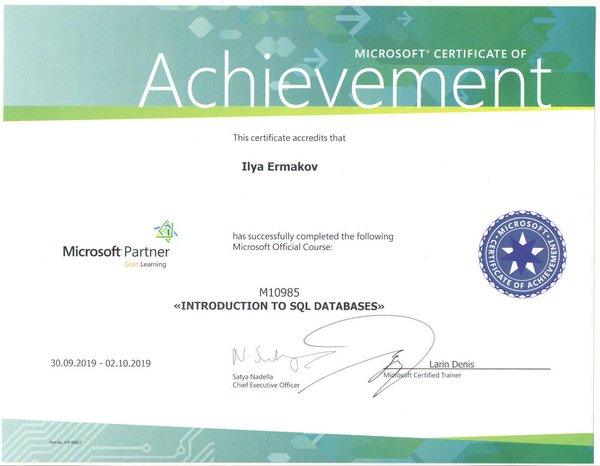 MICROSOFT® CERTIFICATE OF
Achievement
This certificate accredits that
Ilya Ermakov
Microsoft Partner
Gold Learning
has successfully completed the following
Microsoft Official Course:
MICROSOFT
CERTIFICATE OF ACHIEVEMENT
M10985
«INTRODUCTION TO SQL DATABASES»
30.09.2019 - 02.10.2019
Satya Nadella
Chief Executive Officer
Larin Denis
Microsoft Certified Trainer